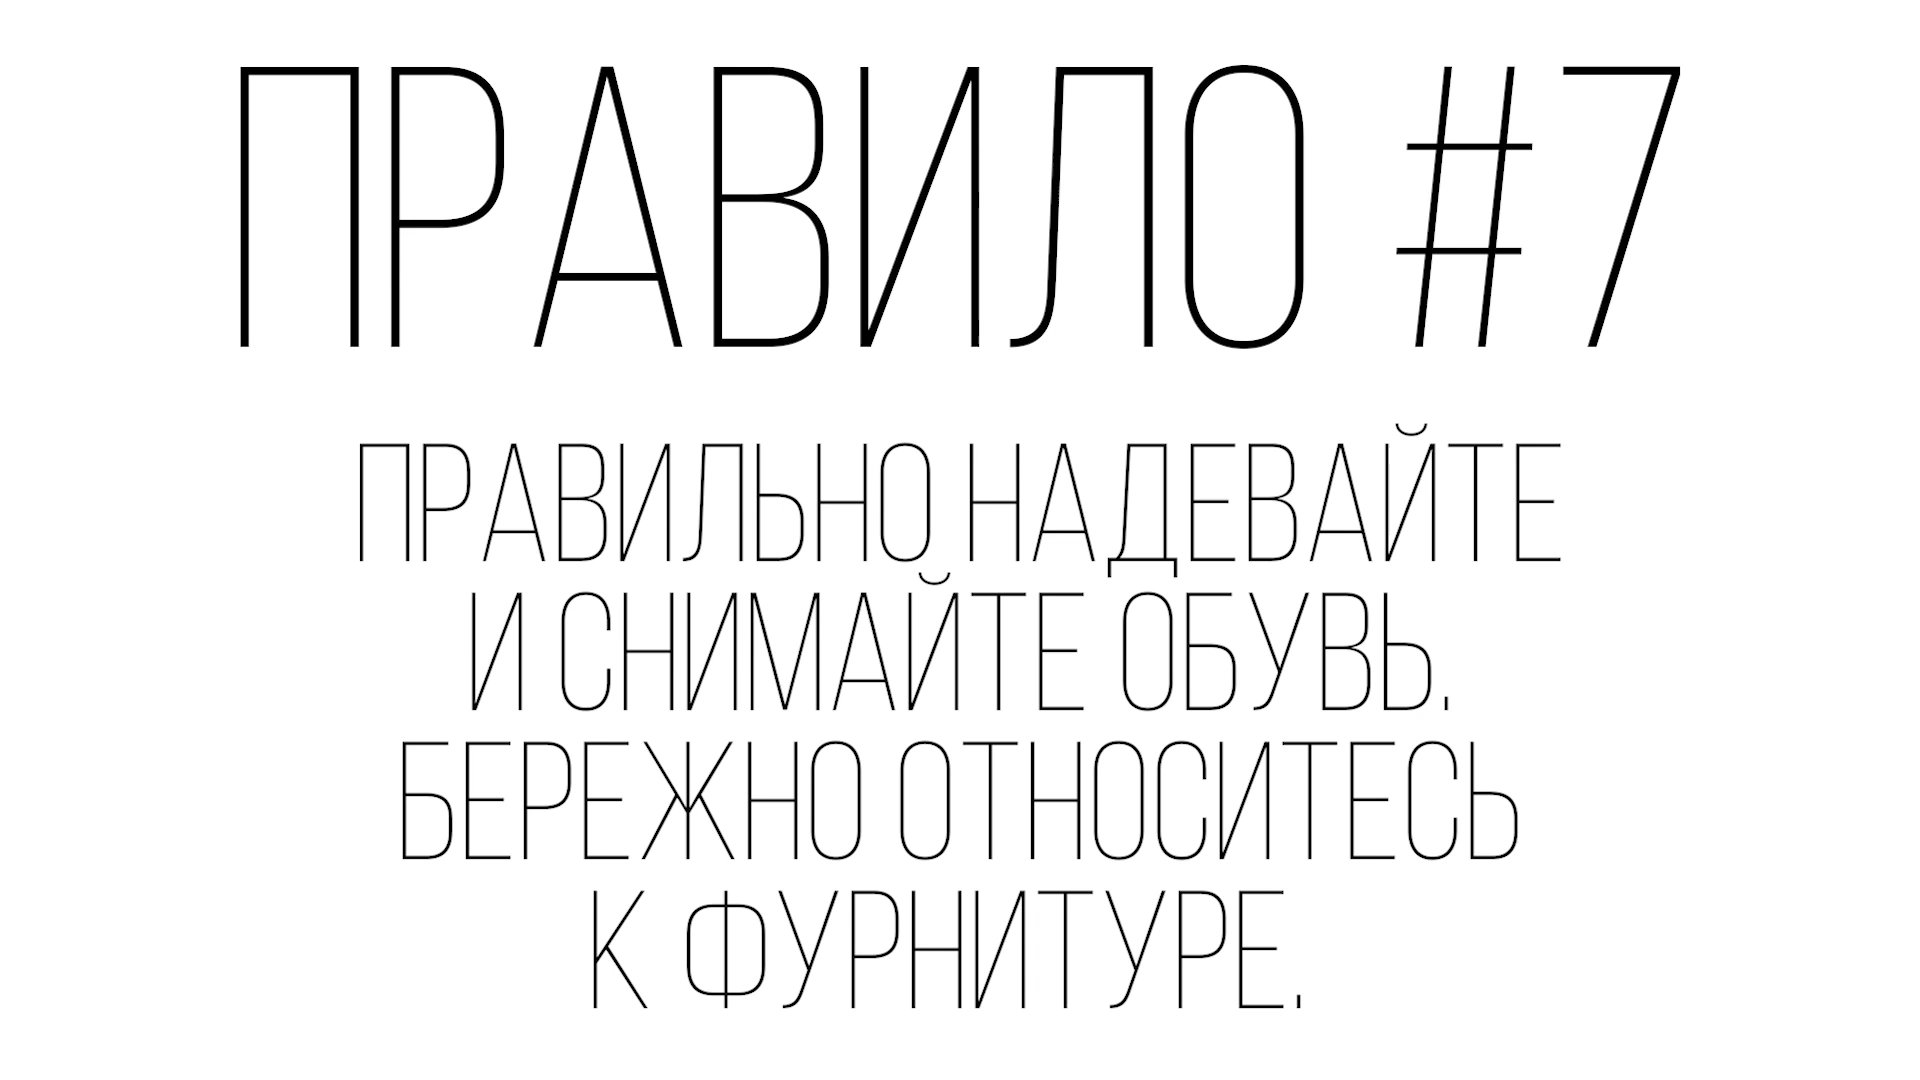 ПРАВИЛО #7
ПРАВИЛЬНО НАДЕВАЙТЕ
И СНИМАЙТЕ ОБУВЬ.
БЕРЕЖНО ОТНОСИТЕСЬ
К ФУРНИТУРЕ.